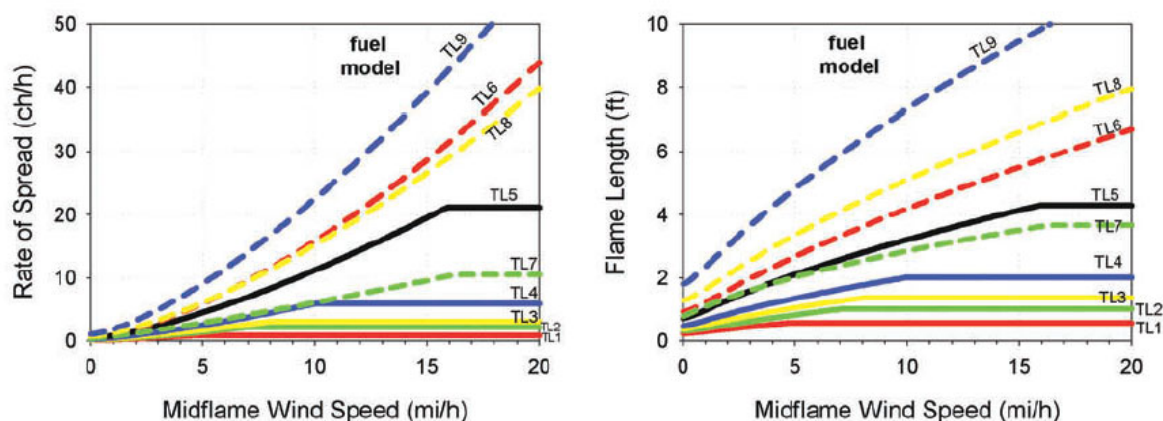 50
40
30
20
10
0
Rate of Spread (ch/h)
fuel
model
TL9
TL6
TL8
TL5
TL7
TL4
TL3
TL2
TL1
0 5 10 15 20
Midflame Wind Speed (mi/h)
10
8
6
4
2
0
Flame Length (ft)
fuel
model
TL9
TL8
TL6
TL5
TL7
TL4
TL3
TL2
TL1
0 5 10 15 20
Midflame Wind Speed (mi/h)